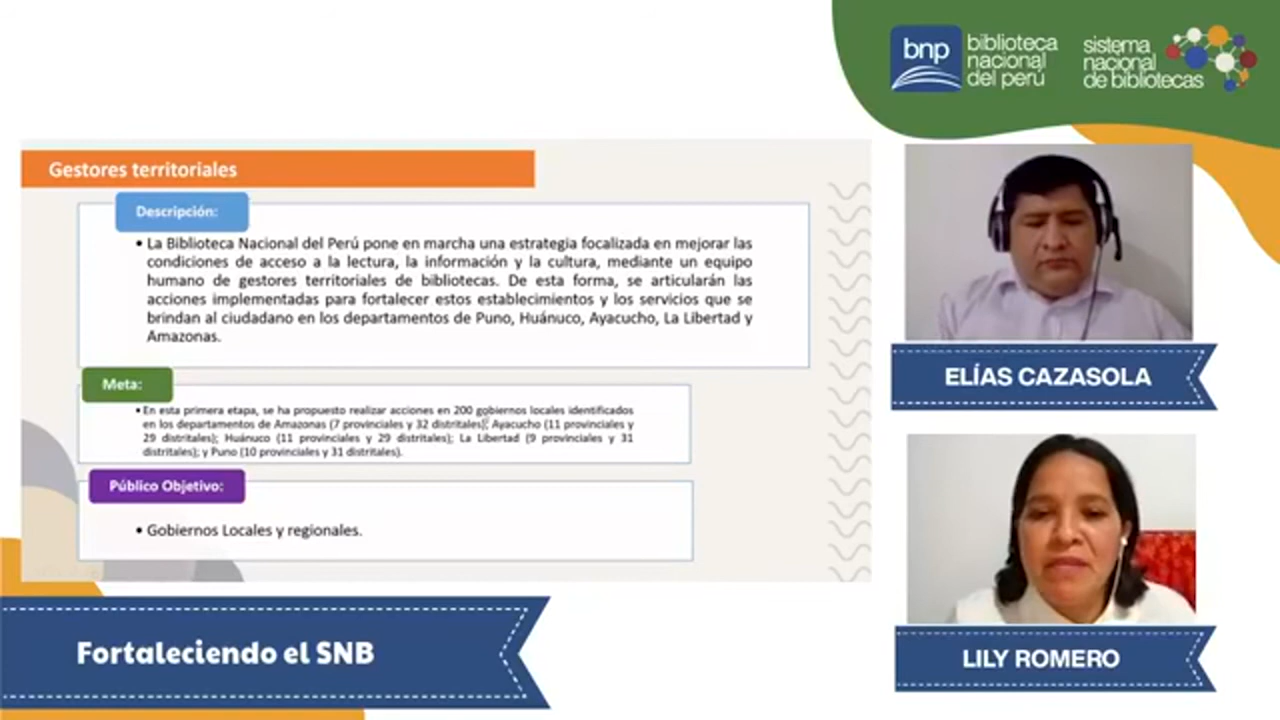 bnp
biblioteca
nacional
del perú
sistema
nacional
de bibliotecas
Gestores territoriales
Descripción:
• La Biblioteca Nacional del Perú pone en marcha una estrategia focalizada en mejorar las
condiciones de acceso a la lectura, la información y la cultura, mediante un equipo
humano de gestores territoriales de bibliotecas. De esta forma, se articularán las
acciones implementadas para fortalecer estos establecimientos y los servicios que se
brindan al ciudadano en los departamentos de Puno, Huánuco, Ayacucho, La Libertad y
Amazonas.
Meta:
• En esta primera etapa, se ha propuesto realizar acciones en 200 gobiernos locales identificados
en los departamentos de Amazonas (7 provinciales y 32 distritales); Ayacucho (11 provinciales y
29 distritales); Huánuco (11 provinciales y 29 distritales); La Libertad (9 provinciales y 31
distritales); y Puno (10 provinciales y 31 distritales).
Público Objetivo:
• Gobiernos Locales y regionales.
ELÍAS CAZASOLA
LILY ROMERO
Fortaleciendo el SNB